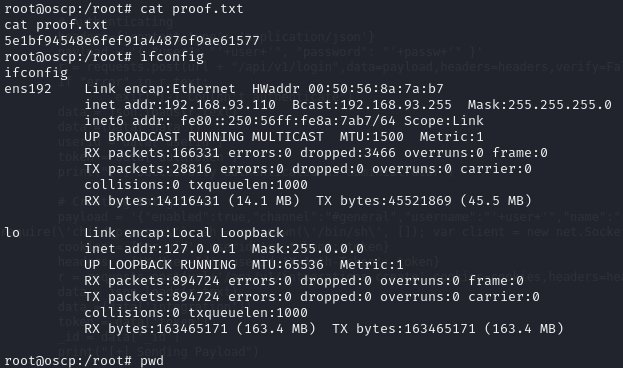 root@oscp:/root# cat proof.txt
cat proof.txt
5e1bf94548e6fef91a44876f9ae61577
root@oscp:/root# ifconfig
ifconfig
ens192    Link encap:Ethernet  HWaddr 00:50:56:8a:7a:b7
          inet addr:192.168.93.110  Bcast:192.168.93.255  Mask:255.255.255.0
          inet6 addr: fe80::250:56ff:fe8a:7ab7/64 Scope:Link
          UP BROADCAST RUNNING MULTICAST  MTU:1500  Metric:1
          RX packets:166331 errors:0 dropped:3466 overruns:0 frame:0
          TX packets:28816 errors:0 dropped:0 overruns:0 carrier:0
          collisions:0 txqueuelen:1000
          RX bytes:14116431 (14.1 MB)  TX bytes:45521869 (45.5 MB)
lo        Link encap:Local Loopback
          inet addr:127.0.0.1  Mask:255.0.0.0
          UP LOOPBACK RUNNING  MTU:65536  Metric:1
          RX packets:894724 errors:0 dropped:0 overruns:0 frame:0
          TX packets:894724 errors:0 dropped:0 overruns:0 carrier:0
          collisions:0 txqueuelen:1000
          RX bytes:163465171 (163.4 MB)  TX bytes:163465171 (163.4 MB)
root@oscp:/root# pwd